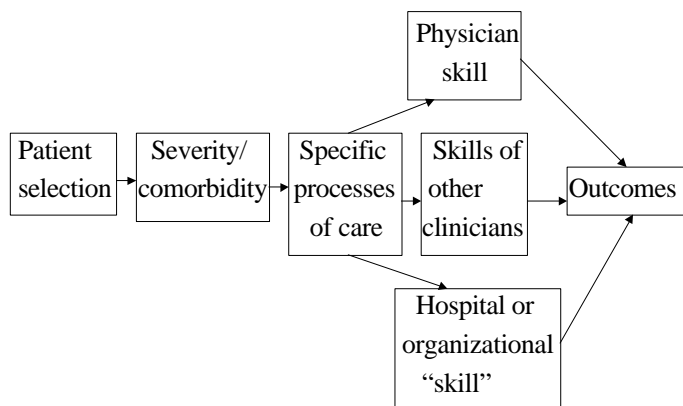 Physician
skill
Patient
selection
Severity/
comorbidity
Specific
processes
of care
Skills of
other
clinicians
Outcomes
Hospital or
organizational
“skill”